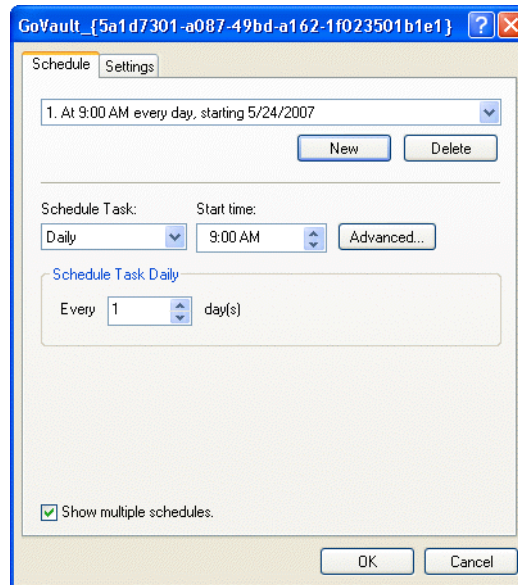 GoVault_{5a1d7301-a087-49bd-a162-1f023501b1e1}
Schedule Settings
1. At 9:00 AM every day, starting 5/24/2007
New Delete
Schedule Task: Start time:
Daily 9:00 AM Advanced...
Schedule Task Daily
Every 1 day(s)
Show multiple schedules.
OK Cancel